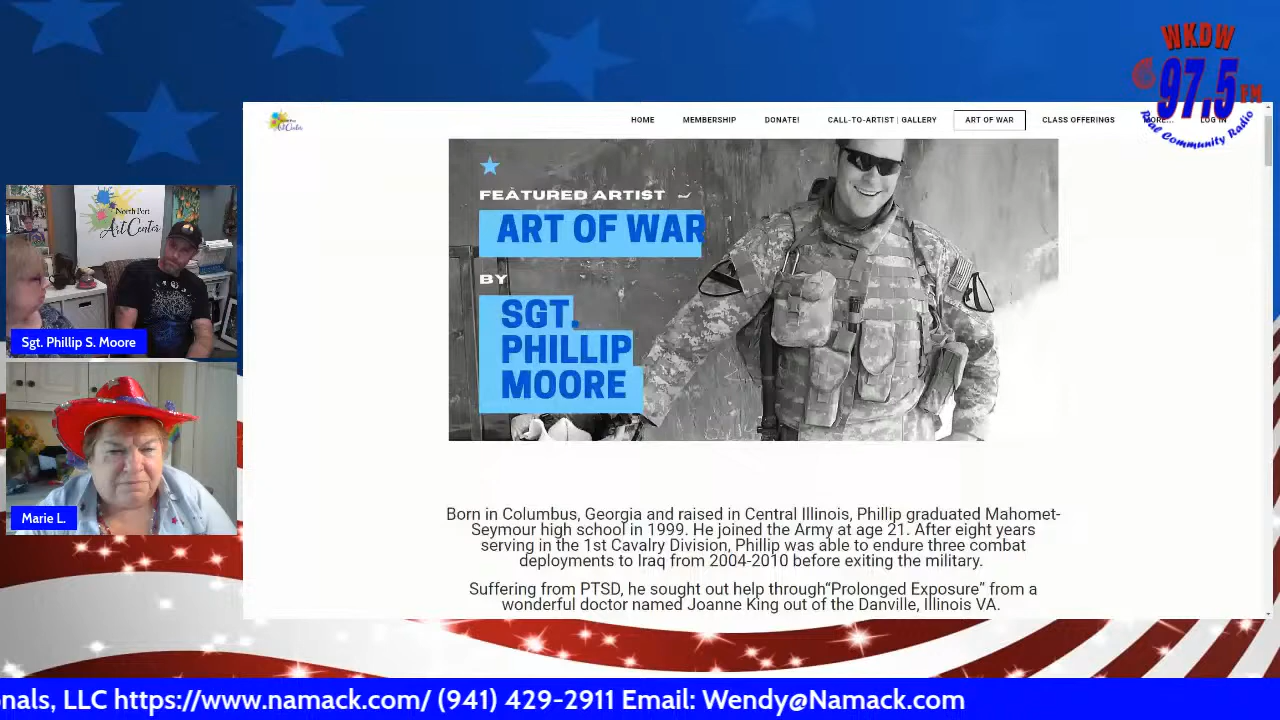 WKDW
97.5 FM
Real Community Radio
HOME
MEMBERSHIP
DONATE!
CALL-TO-ARTIST | GALLERY
ART OF WAR
CLASS OFFERINGS
MORE...
LOG IN
North Port
Art Center
FEATURED ARTIST
ART OF WAR
BY
SGT.
PHILLIP
MOORE
Sgt. Phillip S. Moore
Marie L.
Born in Columbus, Georgia and raised in Central Illinois, Phillip graduated Mahomet-
Seymour high school in 1999. He joined the Army at age 21. After eight years
serving in the 1st Cavalry Division, Phillip was able to endure three combat
deployments to Iraq from 2004-2010 before exiting the military.
Suffering from PTSD, he sought out help through“Prolonged Exposure” from a
wonderful doctor named Joanne King out of the Danville, Illinois VA.
onals, LLC https://www.namack.com/ (941) 429-2911 Email: Wendy@Namack.com